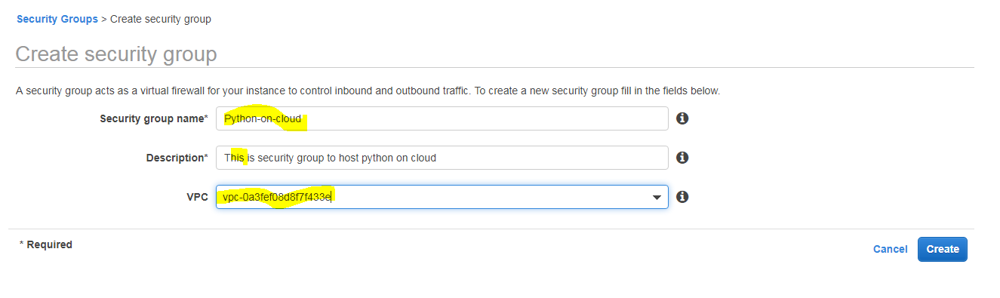 Security Groups > Create security group
Create security group
A security group acts as a virtual firewall for your instance to control inbound and outbound traffic. To create a new security group fill in the fields below.
Security group name* Python-on-cloud
Description* This is security group to host python on cloud
VPC vpc-0a3fef08d8f7f433e
* Required
Cancel Create